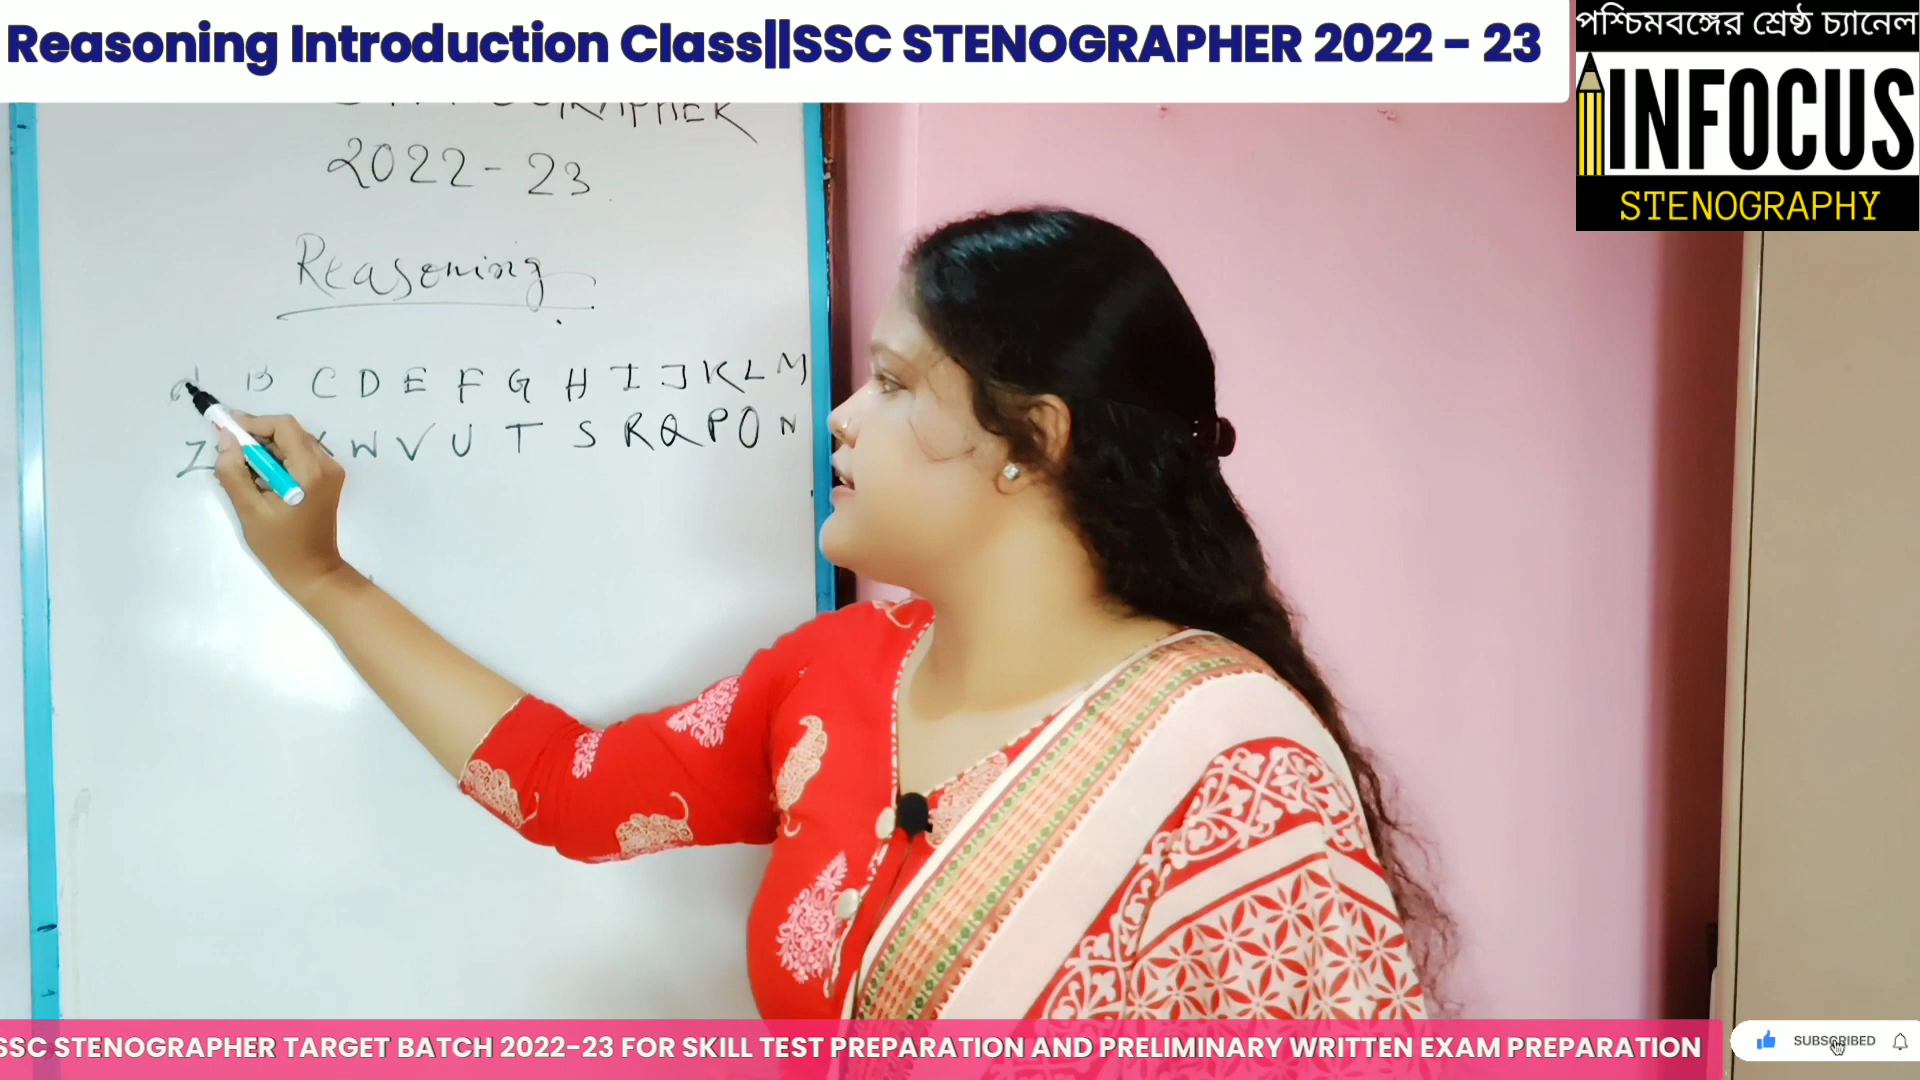 Reasoning Introduction Class||SSC STENOGRAPHER 2022 - 23
পশ্চিমবঙ্গের শ্রেষ্ঠ চ্যানেল
INFOCUS
STENOGRAPHY
2022-23
Reasoning
B C D E F G H I J K L M
Z W V U T S R Q P O N
SSC STENOGRAPHER TARGET BATCH 2022-23 FOR SKILL TEST PREPARATION AND PRELIMINARY WRITTEN EXAM PREPARATION
SUBSCRIBED